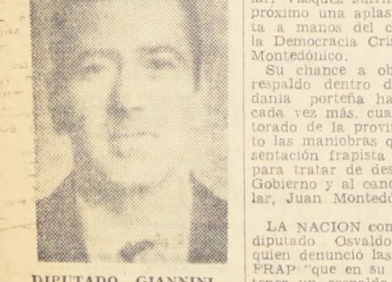 próximo una aplas
ta a manos del c
la Democracia Cri
Montedónico.
Su chance a ob
respaldo dentro d
danía porteña ha
cada vez más, cua
torado de la provi
to las maniobras q
sentación frapista
para tratar de des
Gobierno y al can
lar, Juan Montedó
LA NACION con
diputado Osvaldo
quien denunció las
FRAP "que en su
DIPUTADO GIANNINI